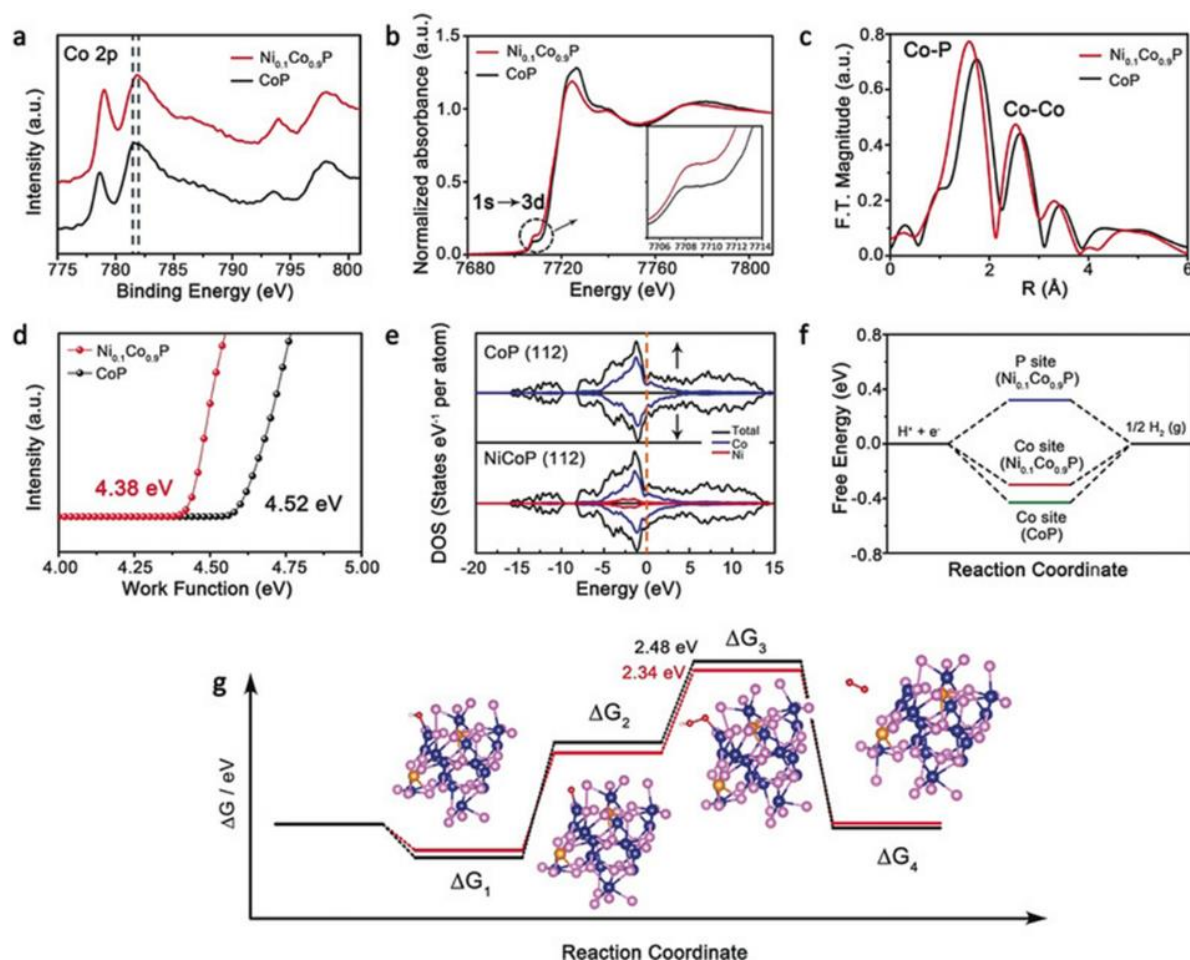 a
Co 2p
Ni₀.₁Co₀.₉P
CoP
Intensity (a.u.)
775 780 785 790 795 800
Binding Energy (eV)
b
Ni₀.₁Co₀.₉P
CoP
1s→3d
Normalized absorbance (a.u.)
1.5
1.0
0.5
0.0
7706 7708 7710 7712 7714
7680 7720 7760 7800
Energy (eV)
c
Co-P
Ni₀.₁Co₀.₉P
CoP
Co-Co
F.T. Magnitude (a.u.)
0.8
0.6
0.4
0.2
0.0
0 2 4 6
R (Å)
d
Ni₀.₁Co₀.₉P
CoP
4.38 eV
4.52 eV
Intensity (a.u.)
4.00 4.25 4.50 4.75 5.00
Work Function (eV)
e
CoP (112)
Total
Co
Ni
NiCoP (112)
DOS (States eV⁻¹ per atom)
-20 -15 -10 -5 0 5 10 15
Energy (eV)
f
0.8
0.4
0.0
-0.4
-0.8
Free Energy (eV)
P site
(Ni₀.₁Co₀.₉P)
H⁺ + e⁻
1/2 H₂ (g)
Co site
(Ni₀.₁Co₀.₉P)
Co site
(CoP)
Reaction Coordinate
g
2.48 eV
2.34 eV
ΔG₃
ΔG₂
ΔG₁
ΔG₄
ΔG / eV
Reaction Coordinate